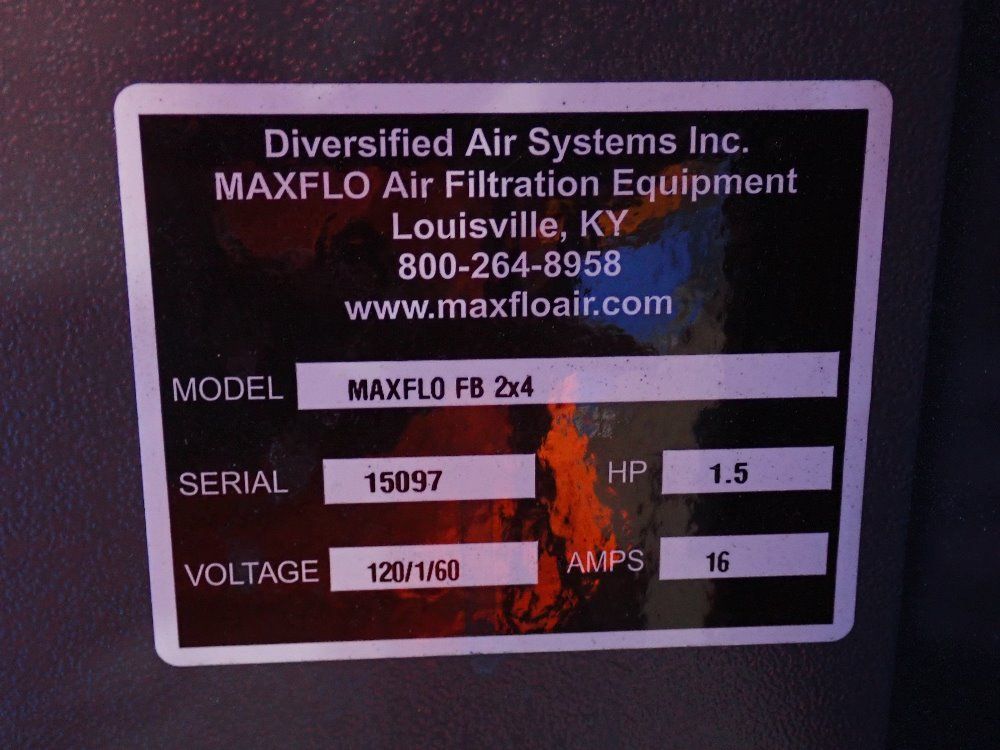 Diversified Air Systems Inc.
MAXFLO Air Filtration Equipment
Louisville, KY
800-264-8958
www.maxfloair.com
MODEL MAXFLO FB 2x4
SERIAL 15097 HP 1.5
VOLTAGE 120/1/60 AMPS 16